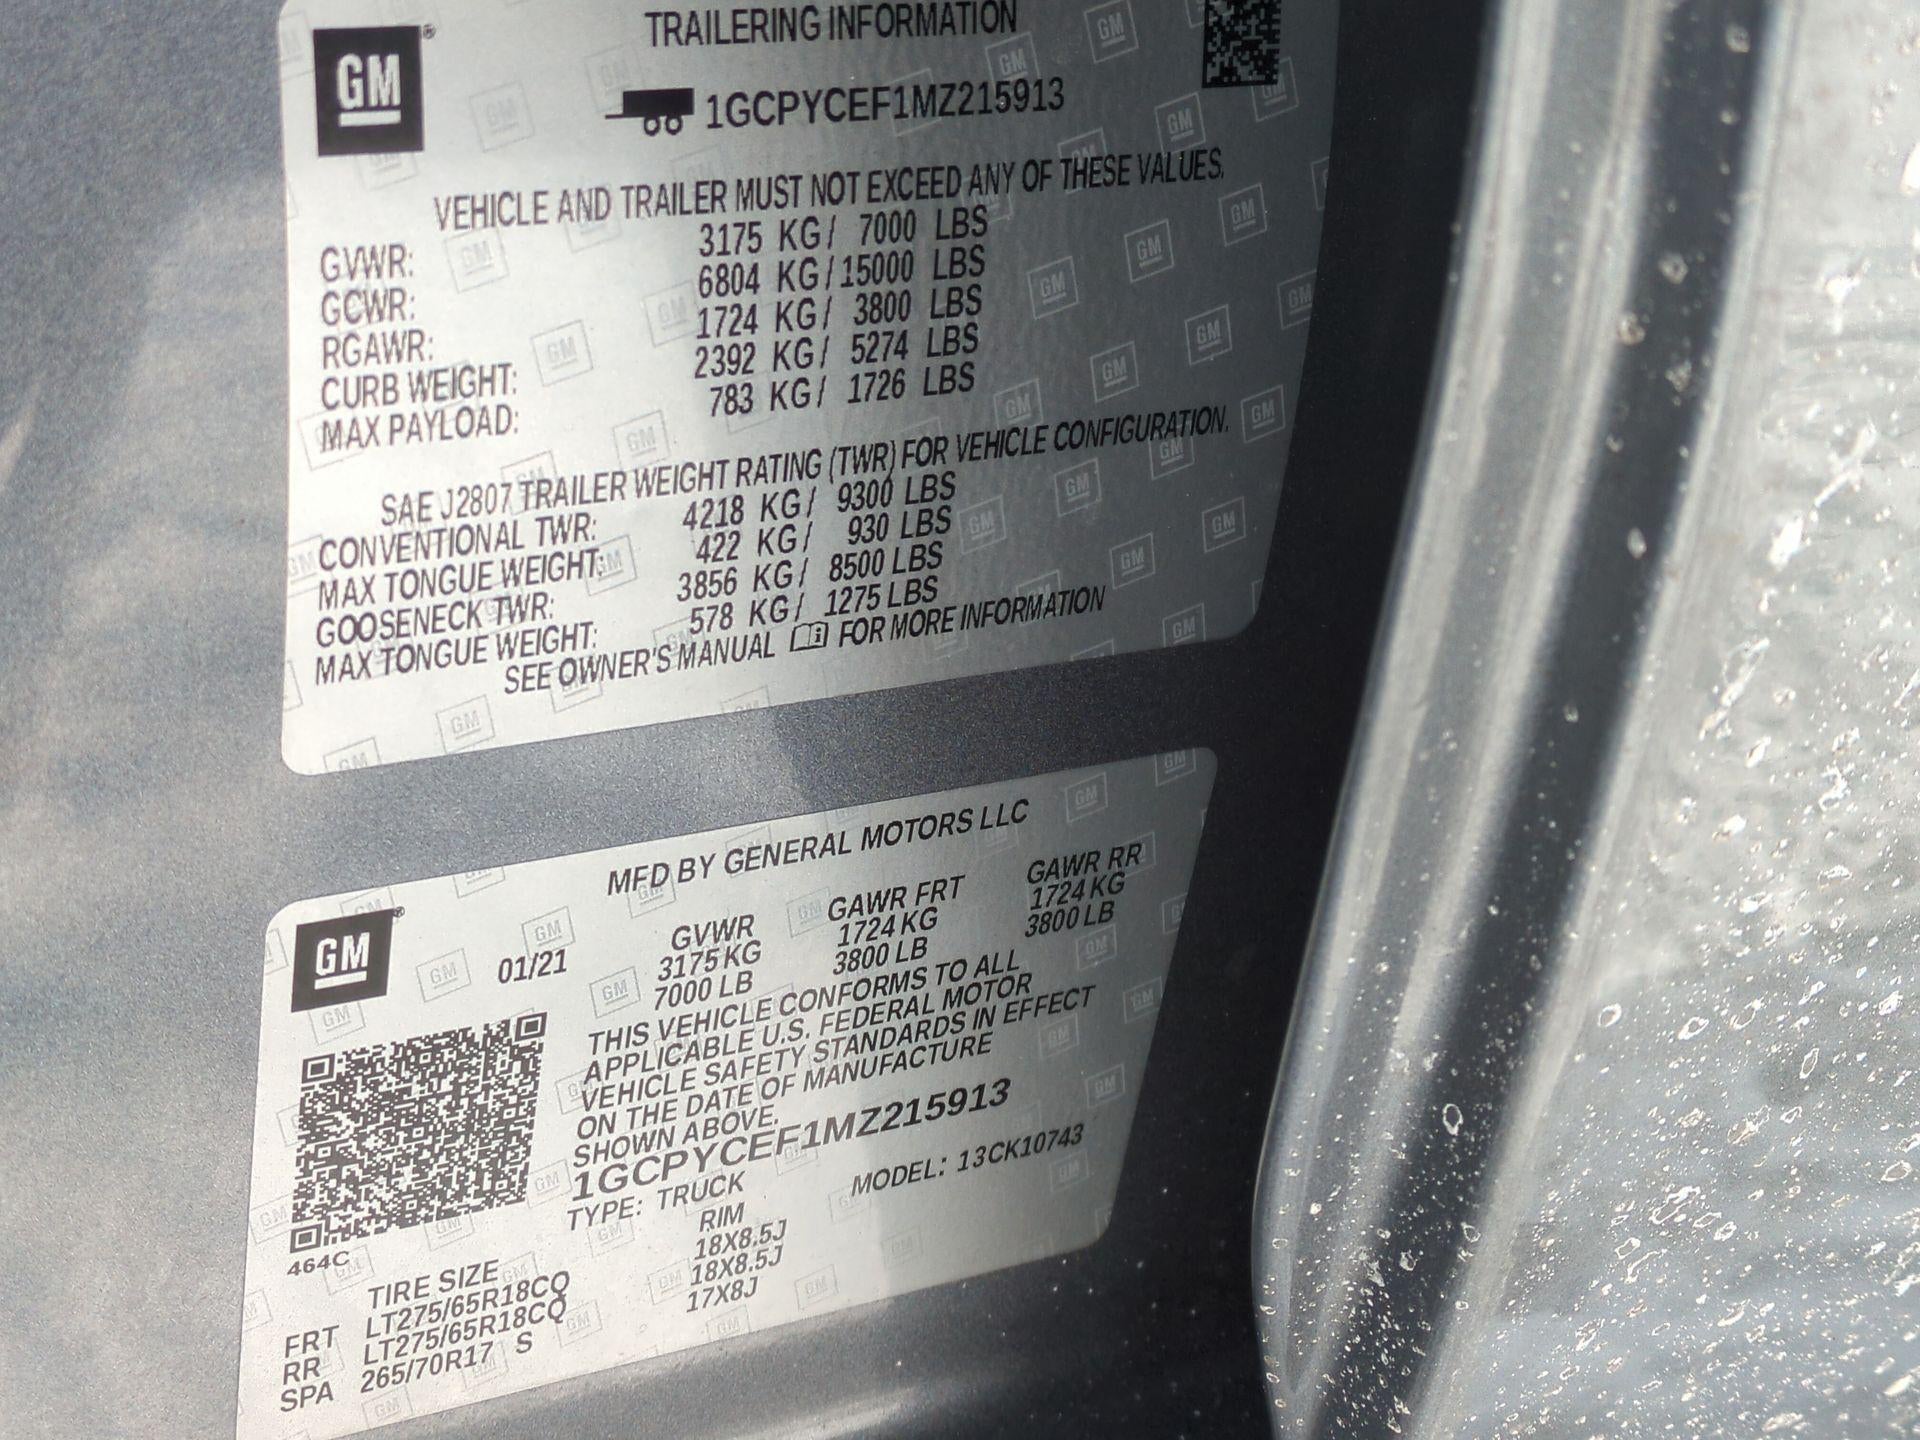 GM
TRAILERING INFORMATION
1GCPYCEF1MZ215913
VEHICLE AND TRAILER MUST NOT EXCEED ANY OF THESE VALUES.
GVWR: 3175 KG/ 7000 LBS
GCWR: 6804 KG/15000 LBS
RGAWR: 1724 KG/ 3800 LBS
CURB WEIGHT: 2392 KG/ 5274 LBS
MAX PAYLOAD: 783 KG/ 1726 LBS
SAE J2807 TRAILER WEIGHT RATING (TWR) FOR VEHICLE CONFIGURATION.
CONVENTIONAL TWR: 4218 KG/ 9300 LBS
MAX TONGUE WEIGHT: 422 KG/ 930 LBS
GOOSENECK TWR: 3856 KG/ 8500 LBS
MAX TONGUE WEIGHT: 578 KG/ 1275 LBS
SEE OWNER'S MANUAL FOR MORE INFORMATION
GM
MFD BY GENERAL MOTORS LLC
01/21
GVWR GAWR FRT GAWR RR
3175 KG 1724 KG 1724 KG
7000 LB 3800 LB 3800 LB
THIS VEHICLE CONFORMS TO ALL
APPLICABLE U.S. FEDERAL MOTOR
VEHICLE SAFETY STANDARDS IN EFFECT
ON THE DATE OF MANUFACTURE
SHOWN ABOVE.
1GCPYCEF1MZ215913
TYPE: TRUCK MODEL: 13CK10743
464C
TIRE SIZE RIM
FRT LT275/65R18CQ 18X8.5J
RR LT275/65R18CQ 18X8.5J
SPA 265/70R17 S 17X8J